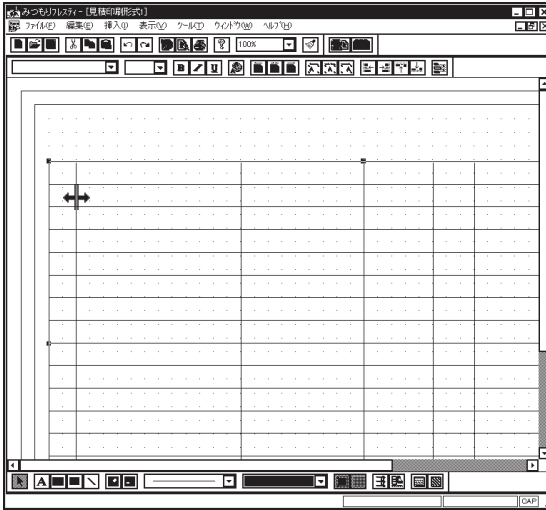 みつもりフレスティ - [見積印刷形式1]
ファイル(F) 編集(E) 挿入(I) 表示(V) ツール(T) ウィンドウ(W) ヘルプ(H)
100%
B I U
A
CAP